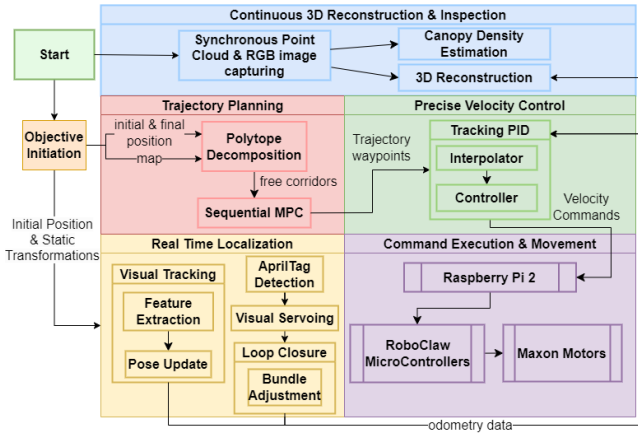 Continuous 3D Reconstruction & Inspection
Start
Synchronous Point
Cloud & RGB image
capturing
Canopy Density
Estimation
3D Reconstruction
Trajectory Planning
Objective
Initiation
initial & final
position
map
Polytope
Decomposition
free corridors
Sequential MPC
Trajectory
waypoints
Precise Velocity Control
Tracking PID
Interpolator
Controller
Velocity
Commands
Initial Position
& Static
Transformations
Real Time Localization
Visual Tracking
Feature
Extraction
Pose Update
AprilTag
Detection
Visual Servoing
Loop Closure
Bundle
Adjustment
Command Execution & Movement
Raspberry Pi 2
RoboClaw
MicroControllers
Maxon Motors
odometry data